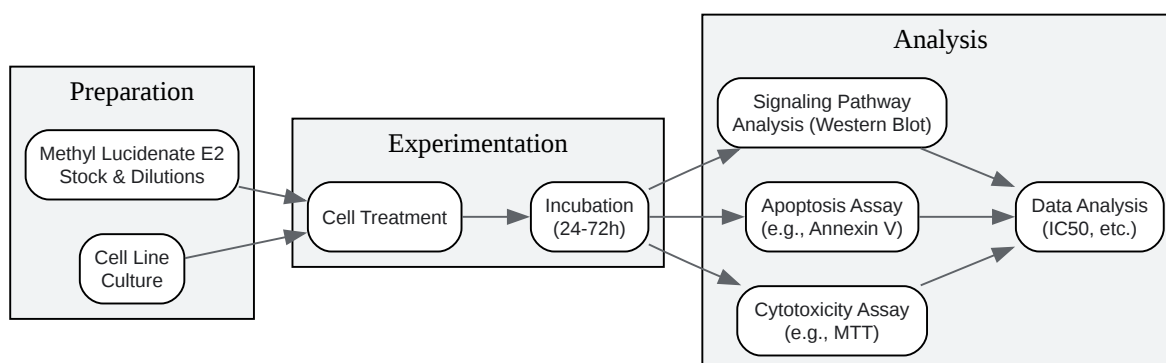 Preparation
Methyl Lucidenate E2
Stock & Dilutions
Cell Line
Culture
Experimentation
Cell Treatment
Incubation
(24-72h)
Analysis
Signaling Pathway
Analysis (Western Blot)
Apoptosis Assay
(e.g., Annexin V)
Cytotoxicity Assay
(e.g., MTT)
Data Analysis
(IC50, etc.)